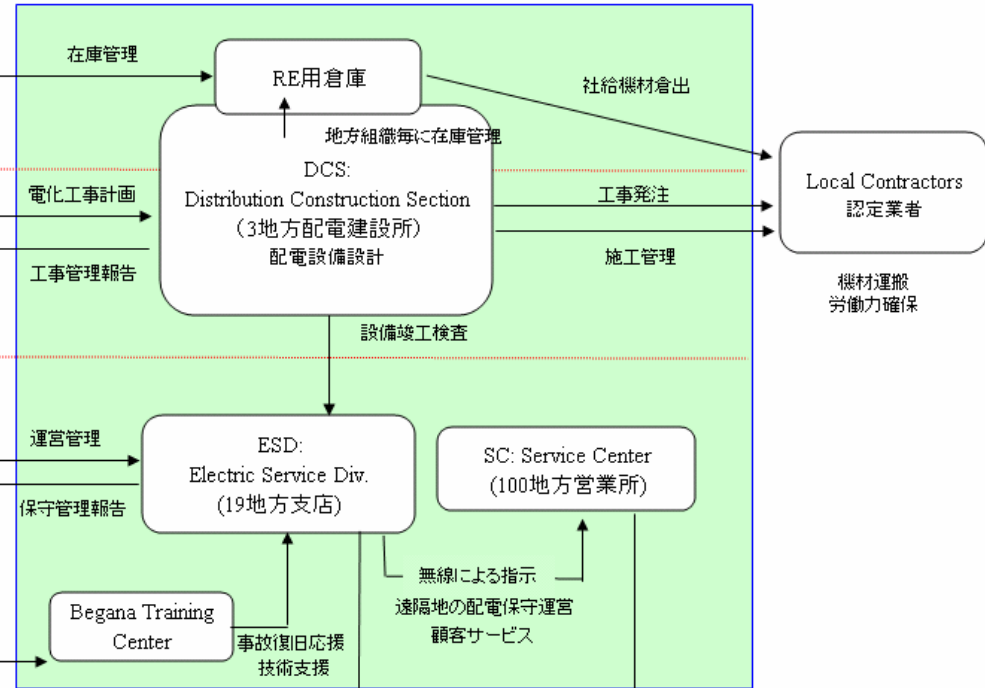 在庫管理
RE用倉庫
社給機材倉出
地方組織毎に在庫管理
電化工事計画
工事管理報告
DCS:
Distribution Construction Section
(3地方配電建設所)
配電設備設計
工事発注
施工管理
Local Contractors
認定業者
機材運搬
労働力確保
設備竣工検査
運営管理
保守管理報告
ESD:
Electric Service Div.
(19地方支店)
SC: Service Center
(100地方営業所)
無線による指示
遠隔地の配電保守運営
顧客サービス
Begana Training
Center
事故復旧応援
技術支援